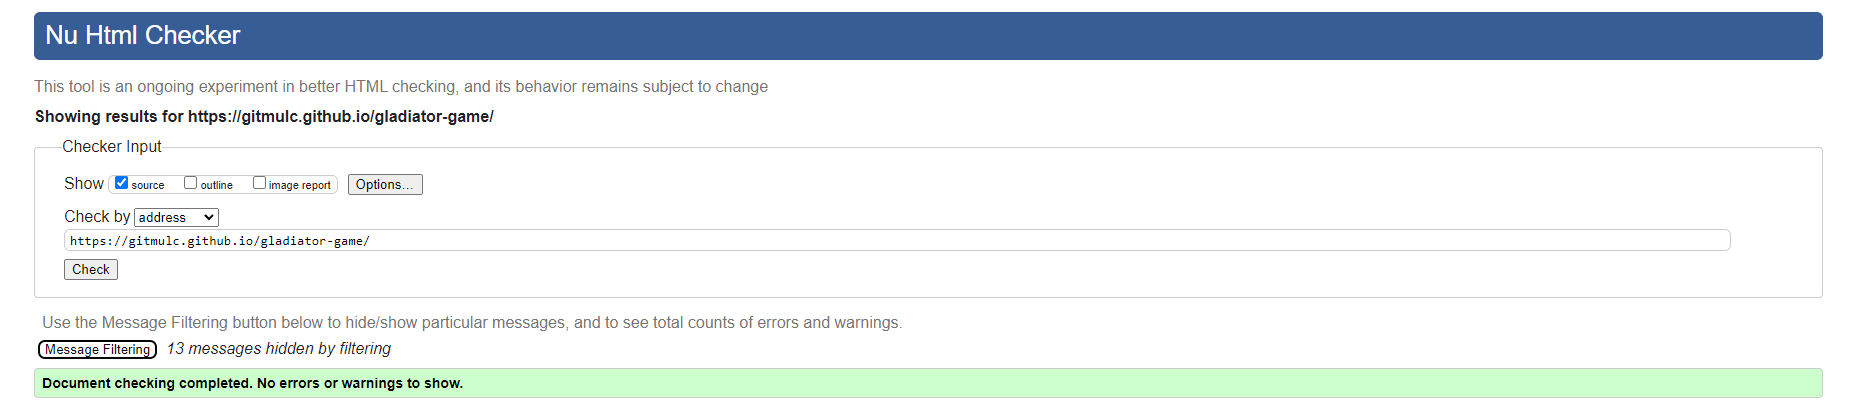 Nu Html Checker
This tool is an ongoing experiment in better HTML checking, and its behavior remains subject to change
Showing results for https://gitmulc.github.io/gladiator-game/
Checker Input
Show source outline image report Options...
Check by address
https://gitmulc.github.io/gladiator-game/
Check
Use the Message Filtering button below to hide/show particular messages, and to see total counts of errors and warnings.
Message Filtering 13 messages hidden by filtering
Document checking completed. No errors or warnings to show.